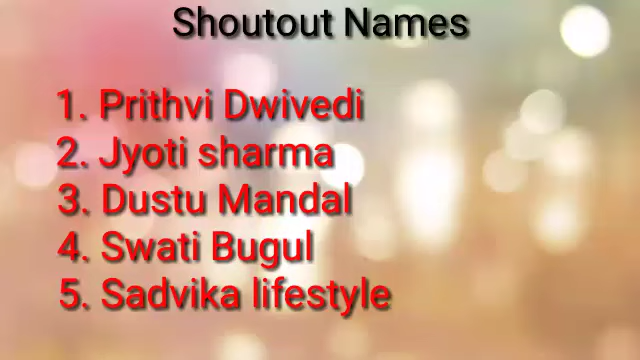 Shoutout Names
1. Prithvi Dwivedi
2. Jyoti sharma
3. Dustu Mandal
4. Swati Bugul
5. Sadvika lifestyle